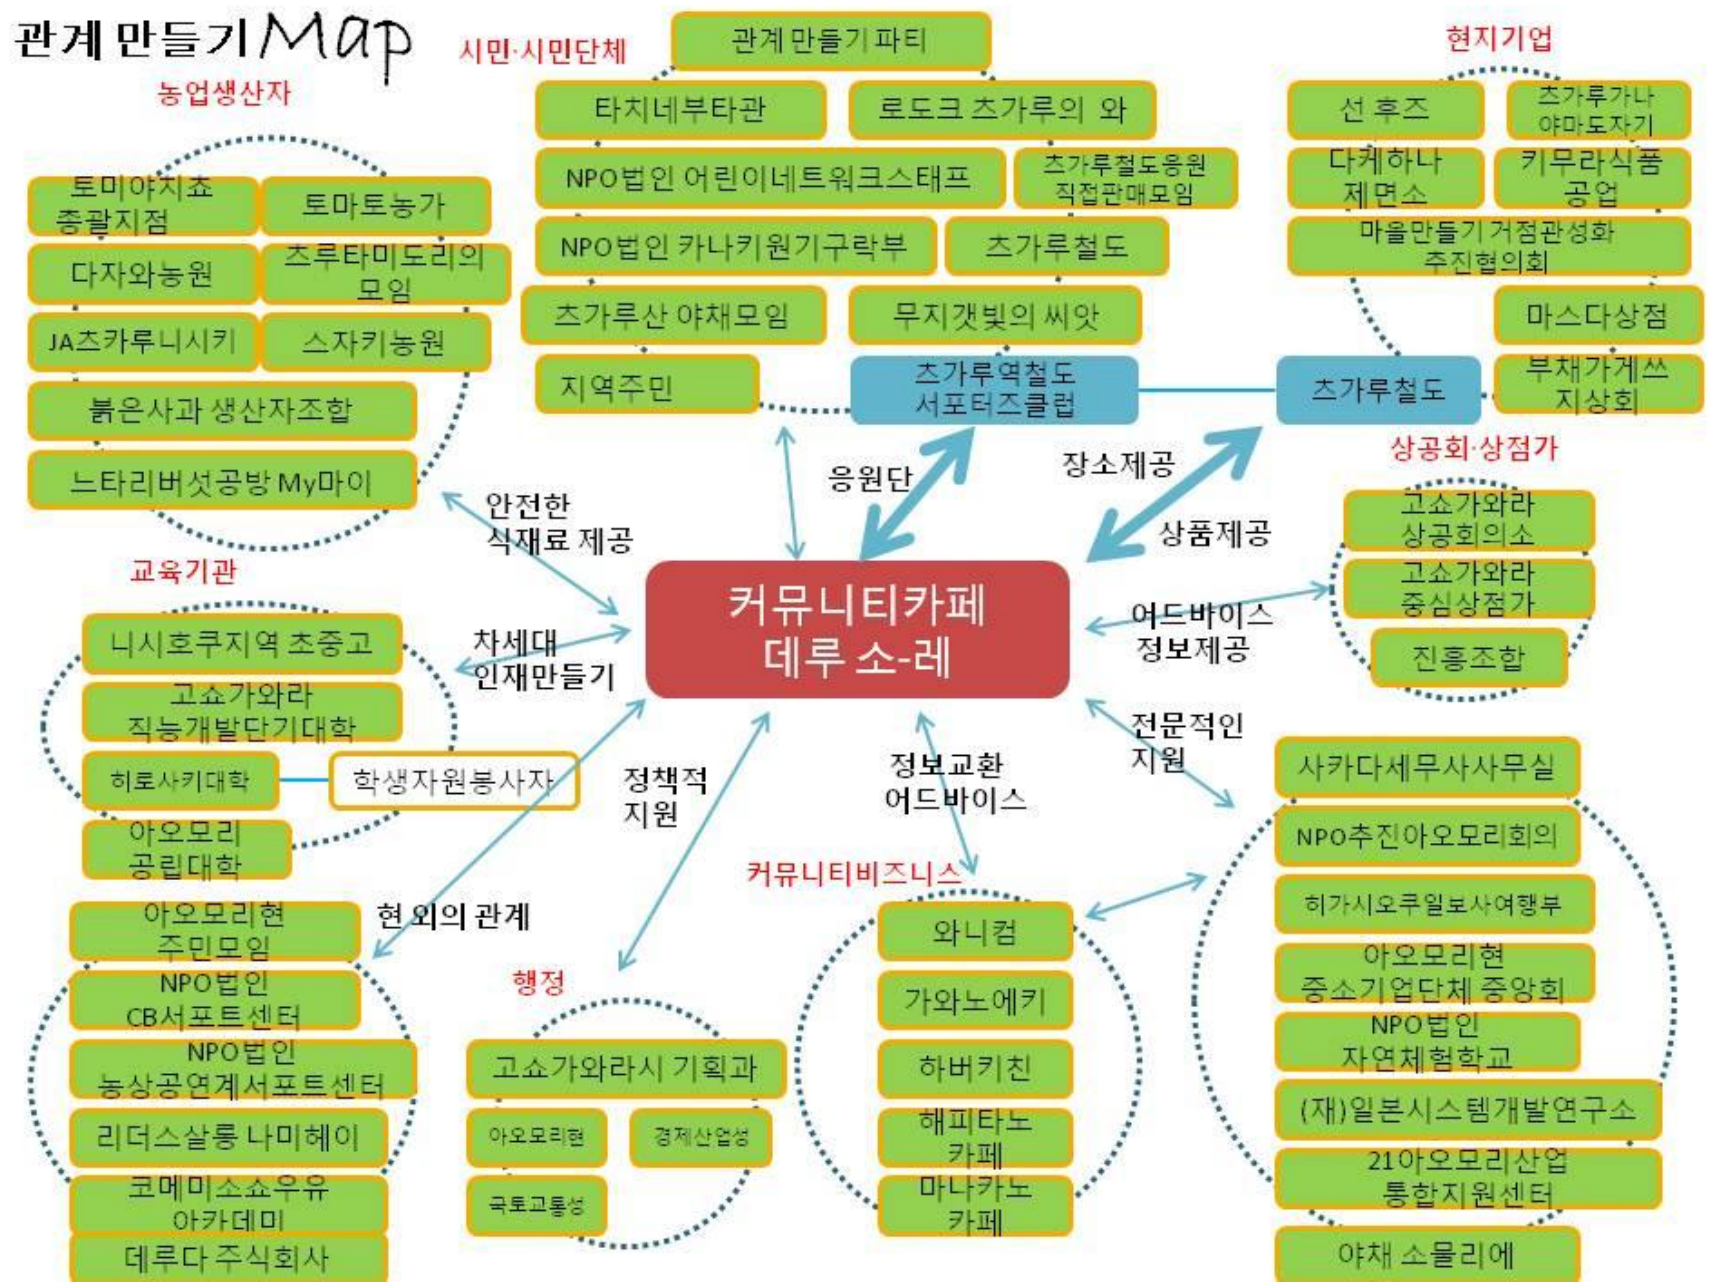 관계 만들기 Map
농업생산자
토미야치쵸
총괄지점
토마토농가
다자와농원
츠루타미도리의
모임
JA츠카루니시키
스자키농원
붉은사과 생산자조합
느타리버섯공방 My마이
시민·시민단체
관계 만들기 파티
타치네부타관
로도크 츠가루의 와
NPO법인 어린이네트워크스태프
츠가루철도응원
직접판매모임
NPO법인 카나키원기구락부
츠가루철도
츠가루산 야채모임
무지갯빛의 씨앗
지역주민
츠가루역철도
서포터즈클럽
현지기업
선 후즈
츠가루가나
야마도자기
다케하나
제면소
키무라식품
공업
마을만들기 거점관성화
추진협의회
마스다상점
부채가게쓰
지상회
츠가루철도
안전한
식재료 제공
응원단
장소제공
상품제공
상공회·상점가
고쇼가와라
상공회의소
고쇼가와라
중심상점가
진흥조합
커뮤니티카페
데루 소-레
어드바이스
정보제공
교육기관
니시호쿠지역 초중고
고쇼가와라
직능개발단기대학
히로사키대학
학생자원봉사자
아오모리
공립대학
차세대
인재만들기
정책적
지원
정보교환
어드바이스
전문적인
지원
현 외의 관계
아오모리현
주민모임
NPO법인
CB서포트센터
NPO법인
농상공연계서포트센터
리더스살롱 나미헤이
코메미소쇼우유
아카데미
데루다 주식회사
행정
고쇼가와라시 기획과
아오모리현
경제산업성
국토교통성
커뮤니티비즈니스
와니컴
가와노에키
하버키친
해피타노
카페
마나카노
카페
사카다세무사사무실
NPO추진아오모리회의
히가시오쿠일보사여행부
아오모리현
중소기업단체 중앙회
NPO법인
자연체험학교
(재)일본시스템개발연구소
21아오모리산업
통합지원센터
야채 소믈리에